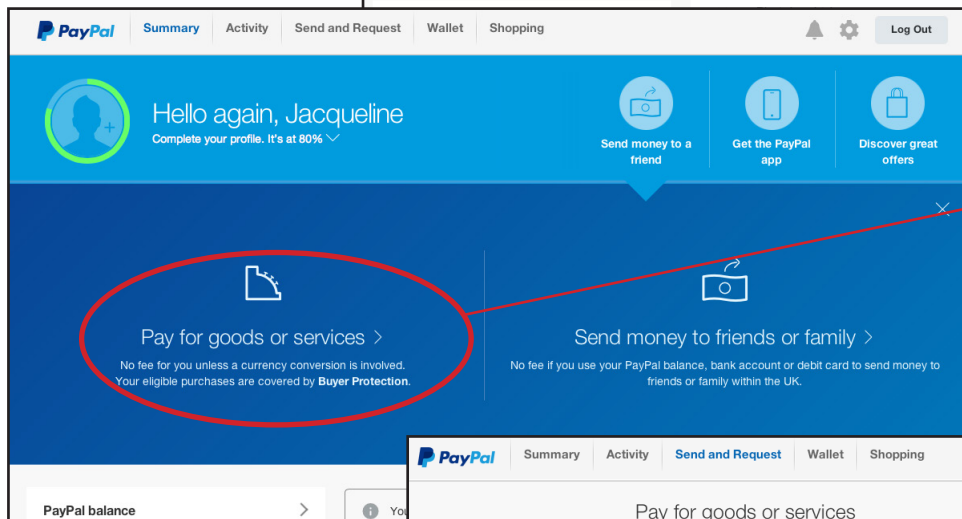 PayPal Summary Activity Send and Request Wallet Shopping Log Out
Hello again, Jacqueline
Complete your profile. It's at 80%
Send money to a
friend
Get the PayPal
app
Discover great
offers
Pay for goods or services >
No fee for you unless a currency conversion is involved.
Your eligible purchases are covered by Buyer Protection.
Send money to friends or family >
No fee if you use your PayPal balance, bank account or debit card to send money to
friends or family within the UK.
PayPal balance
PayPal Summary Activity Send and Request Wallet Shopping
Pay for goods or services